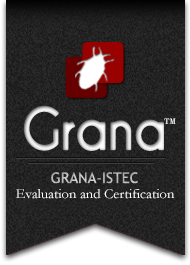 Grana™
GRANA-ISTEC
Evaluation and Certification